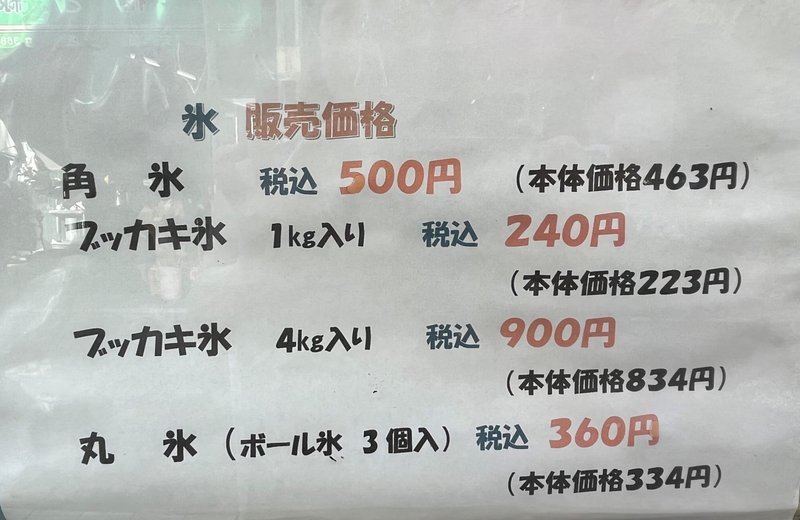 氷 販売価格
角 氷 税込 500円 (本体価格463円)
ブッカキ氷 1kg入り 税込 240円
(本体価格223円)
ブッカキ氷 4kg入り 税込 900円
(本体価格834円)
丸 氷 (ボール氷 3個入) 税込 360円
(本体価格334円)